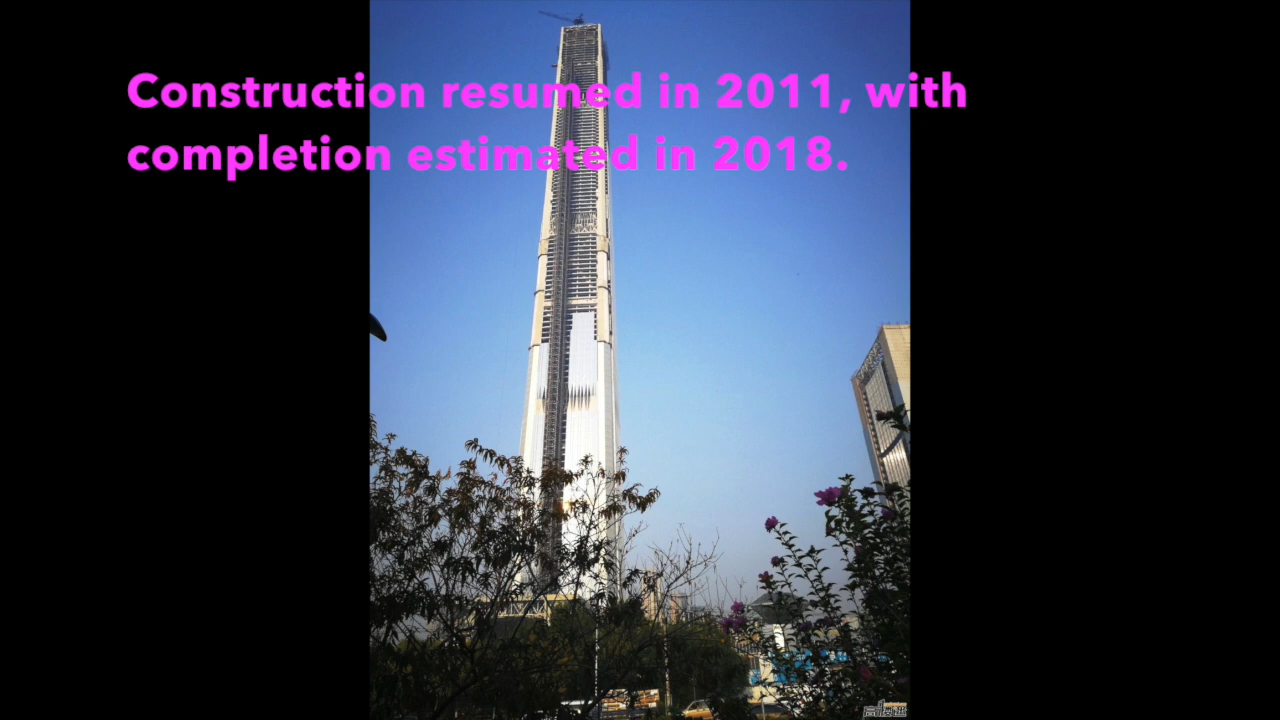 Construction resumed in 2011, with
completion estimated in 2018.